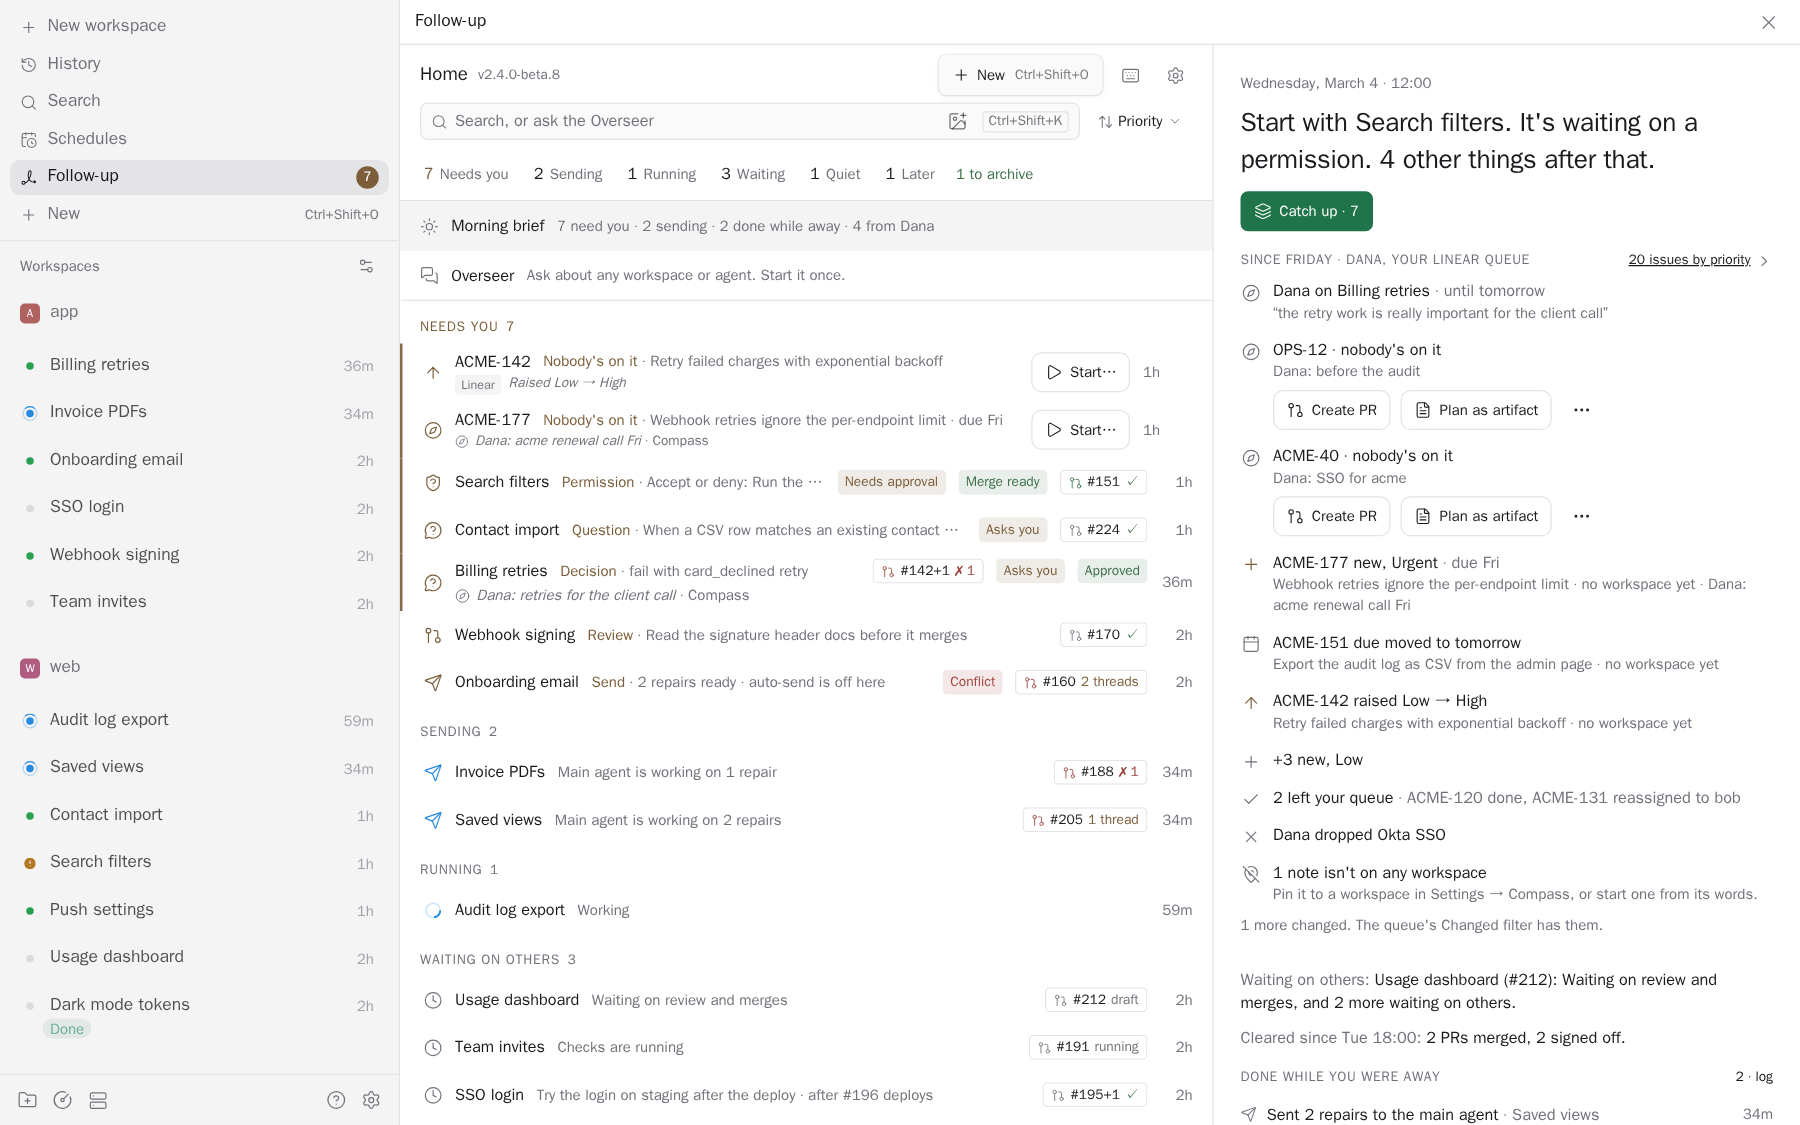 New workspace
History
Search
Schedules
Follow-up 7
New Ctrl+Shift+O
Workspaces
A app
Billing retries 36m
Invoice PDFs 34m
Onboarding email 2h
SSO login 2h
Webhook signing 2h
Team invites 2h
W web
Audit log export 59m
Saved views 34m
Contact import 1h
Search filters 1h
Push settings 1h
Usage dashboard 2h
Dark mode tokens 2h
Done
Follow-up
Home v2.4.0-beta.8
New Ctrl+Shift+O
Search, or ask the Overseer Ctrl+Shift+K
Priority
7 Needs you 2 Sending 1 Running 3 Waiting 1 Quiet 1 Later 1 to archive
Morning brief 7 need you · 2 sending · 2 done while away · 4 from Dana
Overseer Ask about any workspace or agent. Start it once.
NEEDS YOU 7
ACME-142 Nobody's on it · Retry failed charges with exponential backoff
Linear Raised Low → High
Start··· 1h
ACME-177 Nobody's on it · Webhook retries ignore the per-endpoint limit · due Fri
Dana: acme renewal call Fri · Compass
Start··· 1h
Search filters Permission · Accept or deny: Run the ··· Needs approval Merge ready #151 ✓ 1h
Contact import Question · When a CSV row matches an existing contact ··· Asks you #224 ✓ 1h
Billing retries Decision · fail with card_declined retry #142+1 ✗ 1 Asks you Approved 36m
Dana: retries for the client call · Compass
Webhook signing Review · Read the signature header docs before it merges #170 ✓ 2h
Onboarding email Send · 2 repairs ready · auto-send is off here Conflict #160 2 threads 2h
SENDING 2
Invoice PDFs Main agent is working on 1 repair #188 ✗ 1 34m
Saved views Main agent is working on 2 repairs #205 1 thread 34m
RUNNING 1
Audit log export Working 59m
WAITING ON OTHERS 3
Usage dashboard Waiting on review and merges #212 draft 2h
Team invites Checks are running #191 running 2h
SSO login Try the login on staging after the deploy · after #196 deploys #195+1 ✓ 2h
Wednesday, March 4 · 12:00
Start with Search filters. It's waiting on a
permission. 4 other things after that.
Catch up · 7
SINCE FRIDAY · DANA, YOUR LINEAR QUEUE 20 issues by priority
Dana on Billing retries · until tomorrow
“the retry work is really important for the client call”
OPS-12 · nobody's on it
Dana: before the audit
Create PR Plan as artifact ···
ACME-40 · nobody's on it
Dana: SSO for acme
Create PR Plan as artifact ···
ACME-177 new, Urgent · due Fri
Webhook retries ignore the per-endpoint limit · no workspace yet · Dana:
acme renewal call Fri
ACME-151 due moved to tomorrow
Export the audit log as CSV from the admin page · no workspace yet
ACME-142 raised Low → High
Retry failed charges with exponential backoff · no workspace yet
+3 new, Low
2 left your queue · ACME-120 done, ACME-131 reassigned to bob
Dana dropped Okta SSO
1 note isn't on any workspace
Pin it to a workspace in Settings → Compass, or start one from its words.
1 more changed. The queue's Changed filter has them.
Waiting on others: Usage dashboard (#212): Waiting on review and
merges, and 2 more waiting on others.
Cleared since Tue 18:00: 2 PRs merged, 2 signed off.
DONE WHILE YOU WERE AWAY 2 · log
Sent 2 repairs to the main agent · Saved views 34m